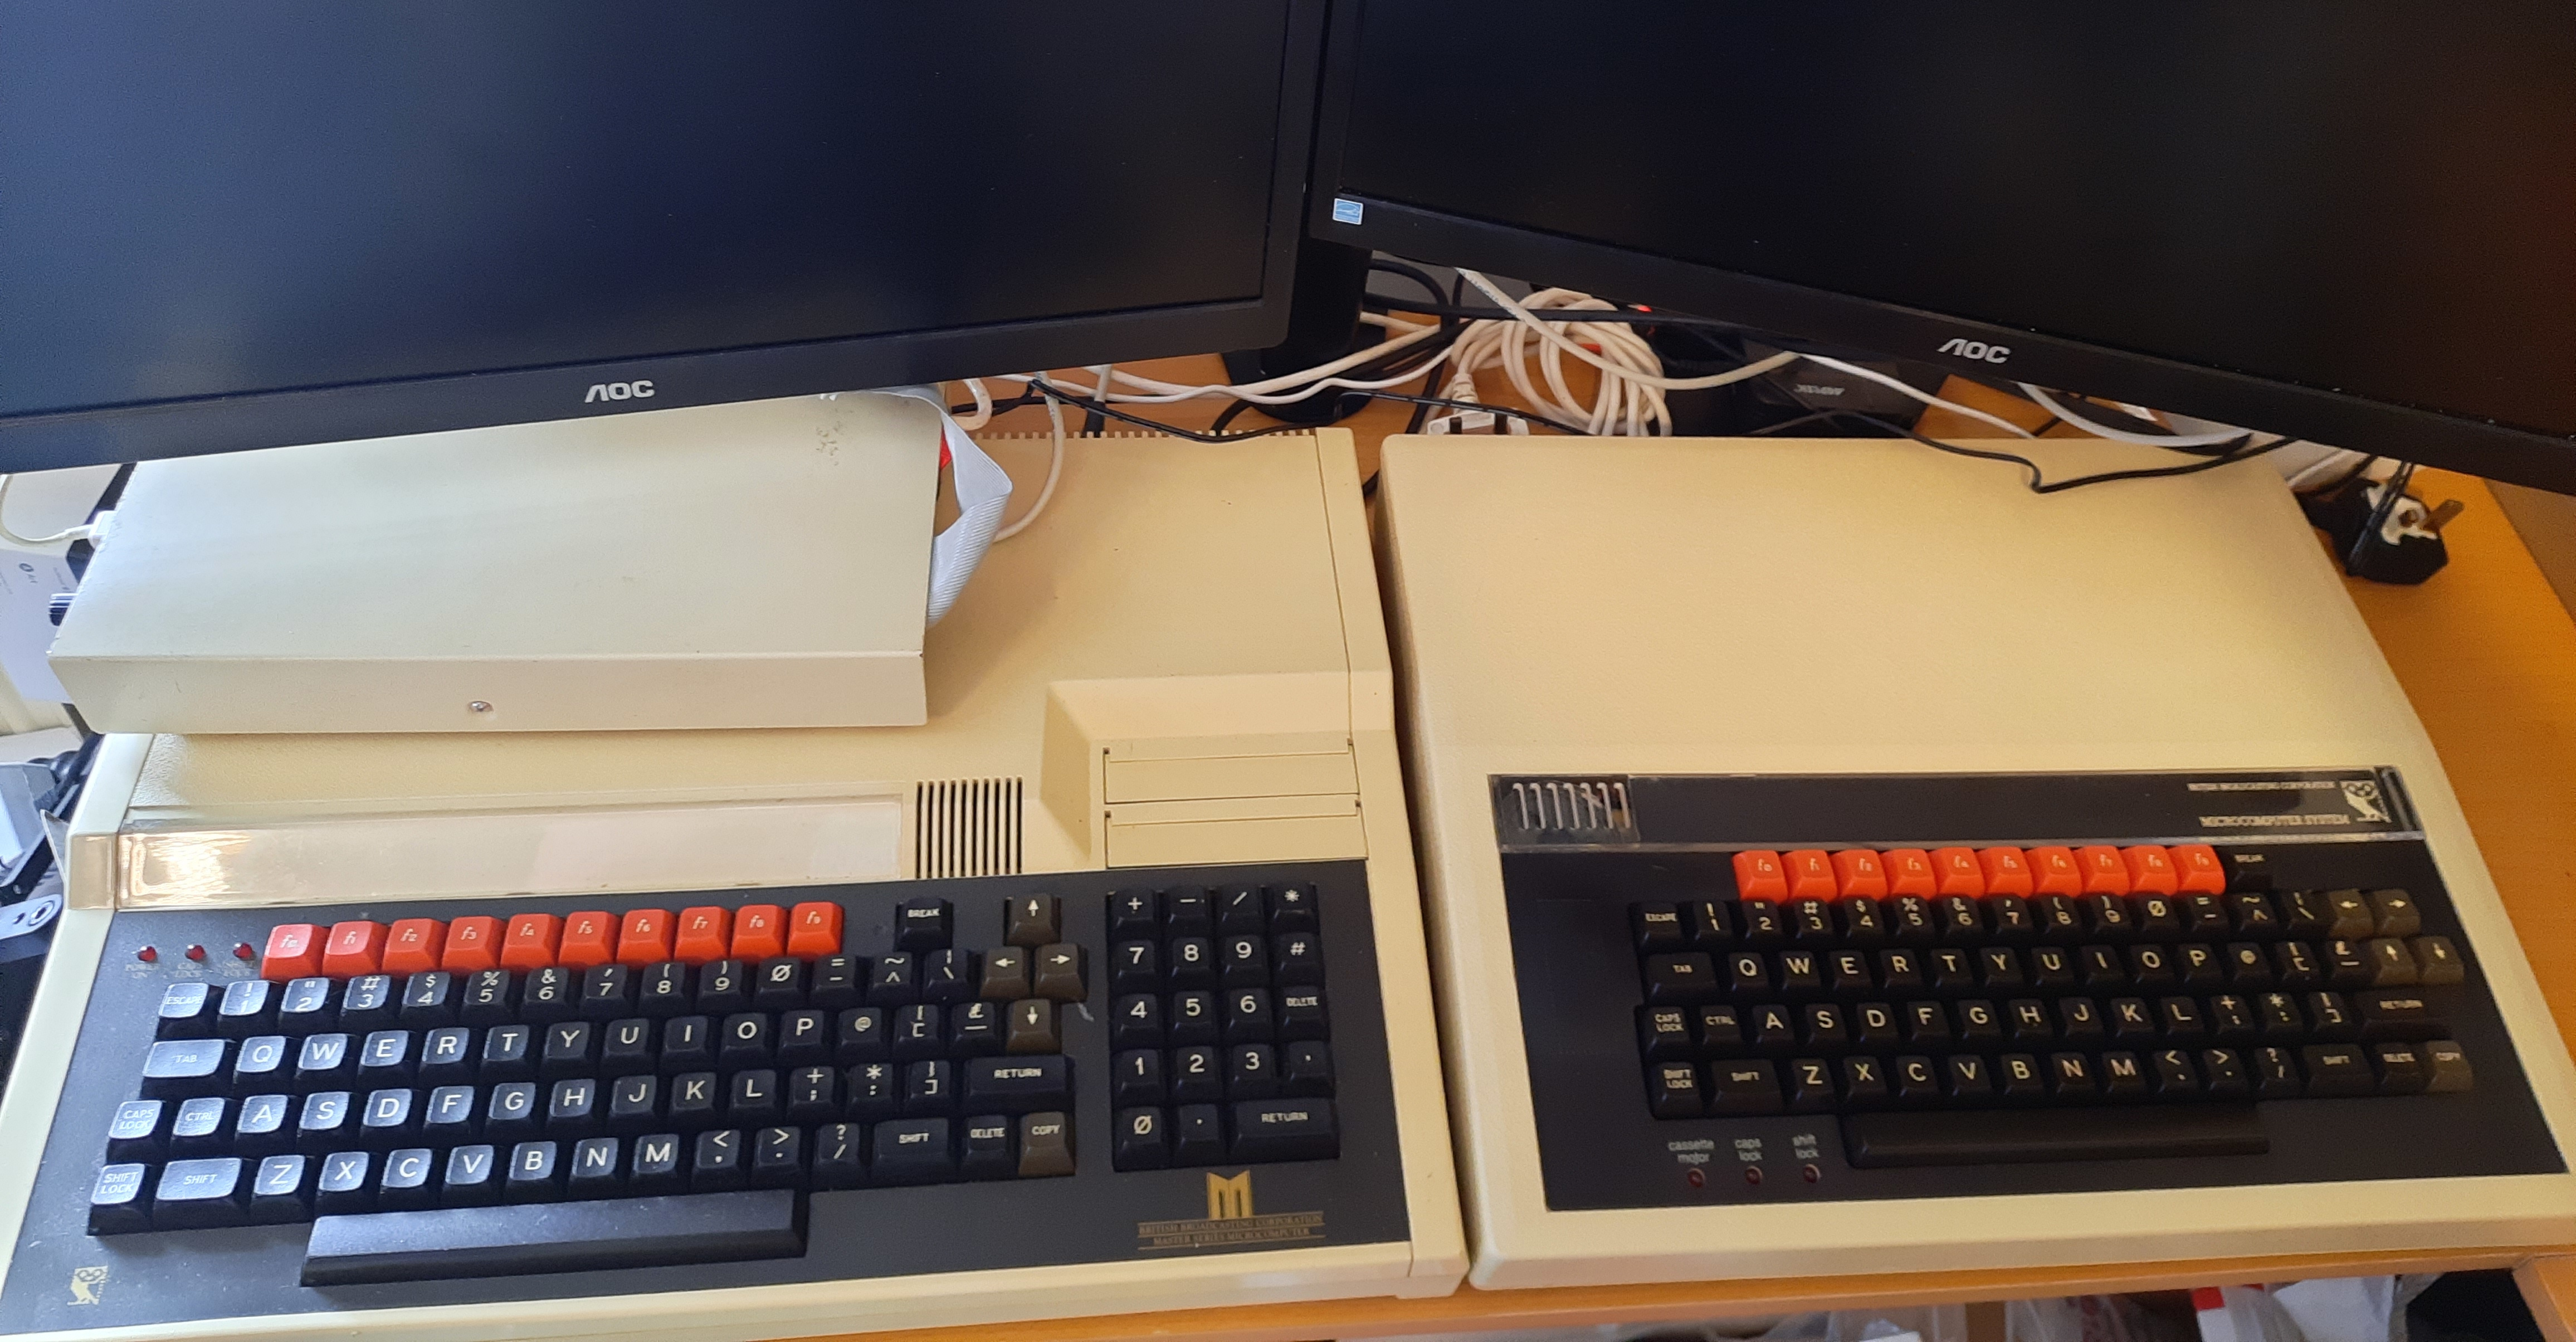 AOC
AOC
BRITISH BROADCASTING CORPORATION
MICROCOMPUTER SYSTEM
f0 f1 f2 f3 f4 f5 f6 f7 f8 f9 BREAK
ESCAPE ! 1 " 2 # 3 $ 4 % 5 & 6 ' 7 ( 8 ) 9 0 = - ~ ^ | \ ← →
TAB Q W E R T Y U I O P @ { [ £ _ ↑ ↓
CAPS LOCK CTRL A S D F G H J K L + ; * : } ] RETURN
SHIFT LOCK SHIFT Z X C V B N M < , > . ? / SHIFT DELETE COPY
cassette motor
caps lock
shift lock
POWER ON
CAPS LOCK
SHIFT LOCK
f0 f1 f2 f3 f4 f5 f6 f7 f8 f9 BREAK ↑
ESCAPE ! 1 " 2 # 3 $ 4 % 5 & 6 ' 7 ( 8 ) 9 0 = - ~ ^ | \ ← →
TAB Q W E R T Y U I O P @ { [ £ _ ↓
CAPS LOCK CTRL A S D F G H J K L + ; * : } ] RETURN
SHIFT LOCK SHIFT Z X C V B N M < , > . ? / SHIFT DELETE COPY
+ - / *
7 8 9 #
4 5 6 DELETE
1 2 3 ,
0 . RETURN
BRITISH BROADCASTING CORPORATION
MASTER SERIES MICROCOMPUTER